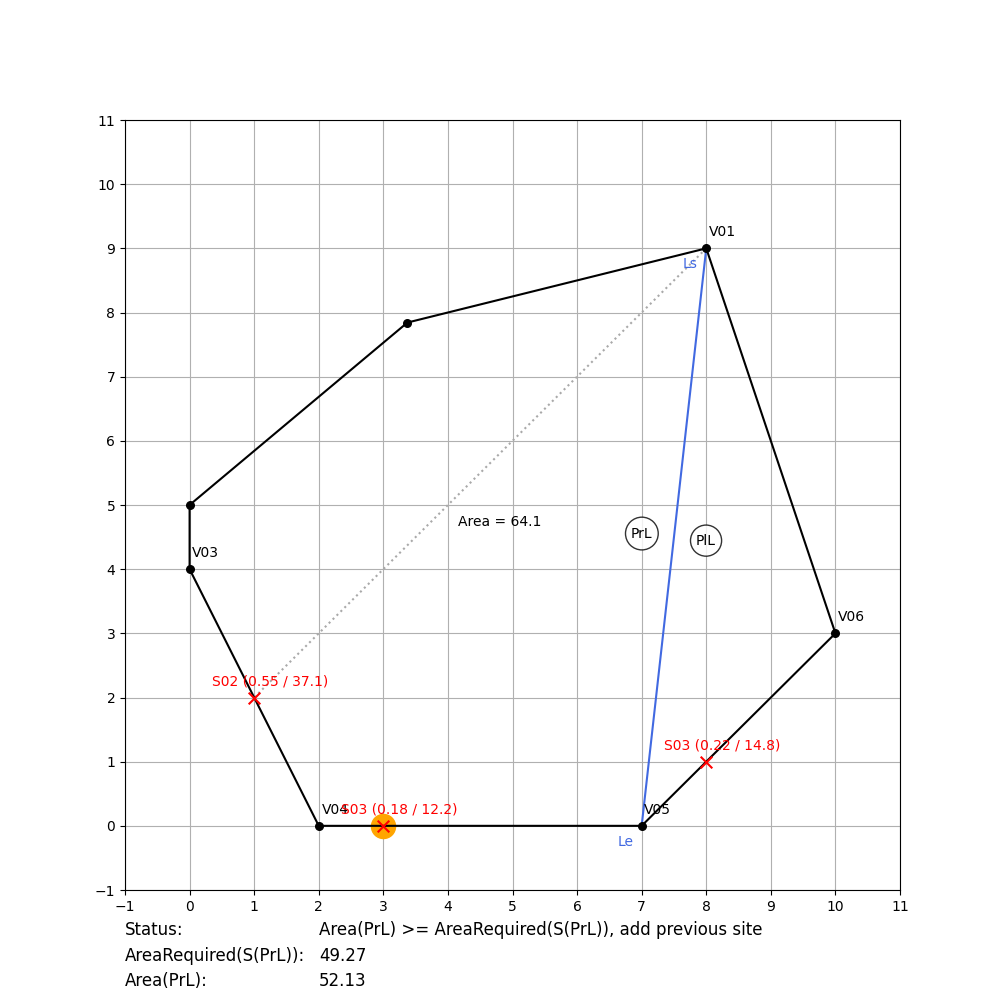 11
10
9
8
7
6
5
4
3
2
1
0
−1
V01
Ls
Area = 64.1
PrL
PlL
V03
V06
S02 (0.55 / 37.1)
S03 (0.22 / 14.8)
V04
S03 (0.18 / 12.2)
V05
Le
−1 0 1 2 3 4 5 6 7 8 9 10 11
Status: Area(PrL) >= AreaRequired(S(PrL)), add previous site
AreaRequired(S(PrL)): 49.27
Area(PrL): 52.13